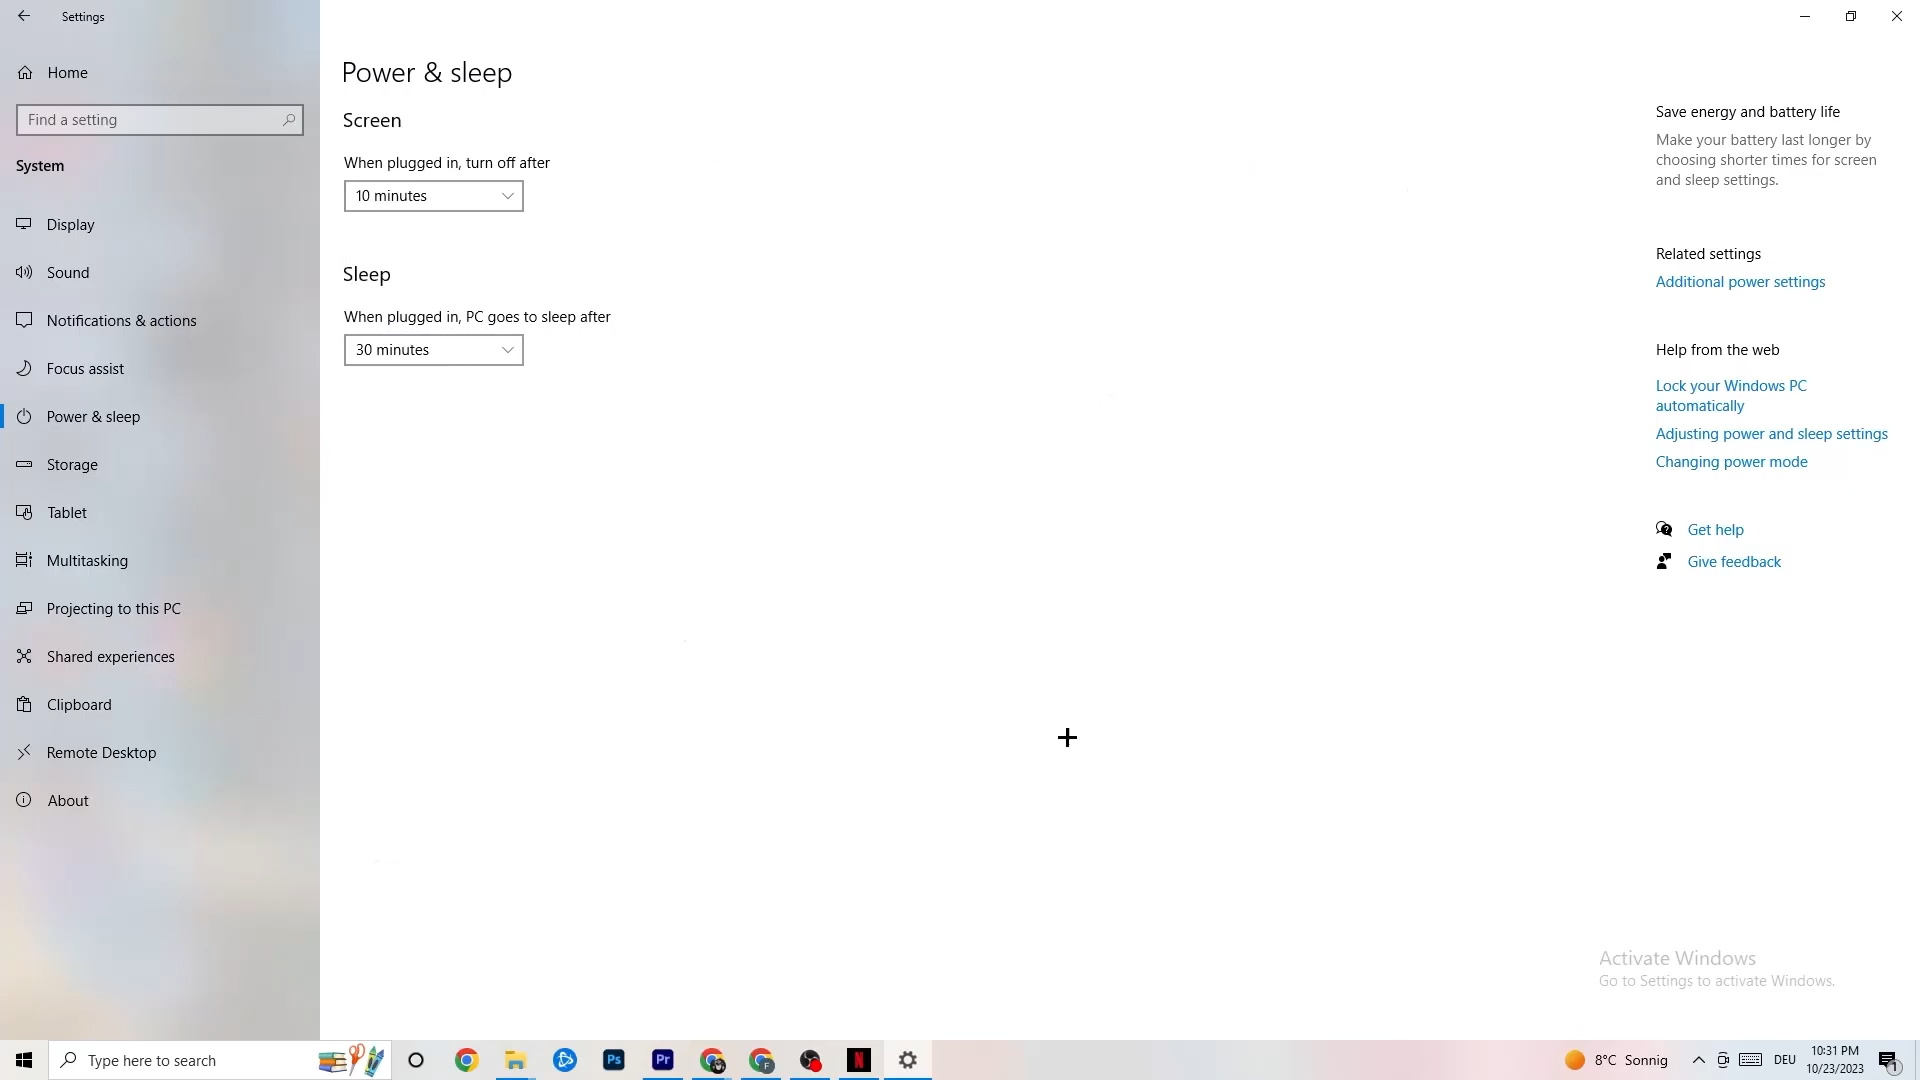 Settings
Home
Find a setting
System
Display
Sound
Notifications & actions
Focus assist
Power & sleep
Storage
Tablet
Multitasking
Projecting to this PC
Shared experiences
Clipboard
Remote Desktop
About
Power & sleep
Screen
When plugged in, turn off after
10 minutes
Sleep
When plugged in, PC goes to sleep after
30 minutes
Save energy and battery life
Make your battery last longer by
choosing shorter times for screen
and sleep settings.
Related settings
Additional power settings
Help from the web
Lock your Windows PC
automatically
Adjusting power and sleep settings
Changing power mode
Get help
Give feedback
Activate Windows
Go to Settings to activate Windows.
Type here to search
Ps
Pr
F
N
8°C Sonnig
DEU
10:31 PM
10/23/2023
1